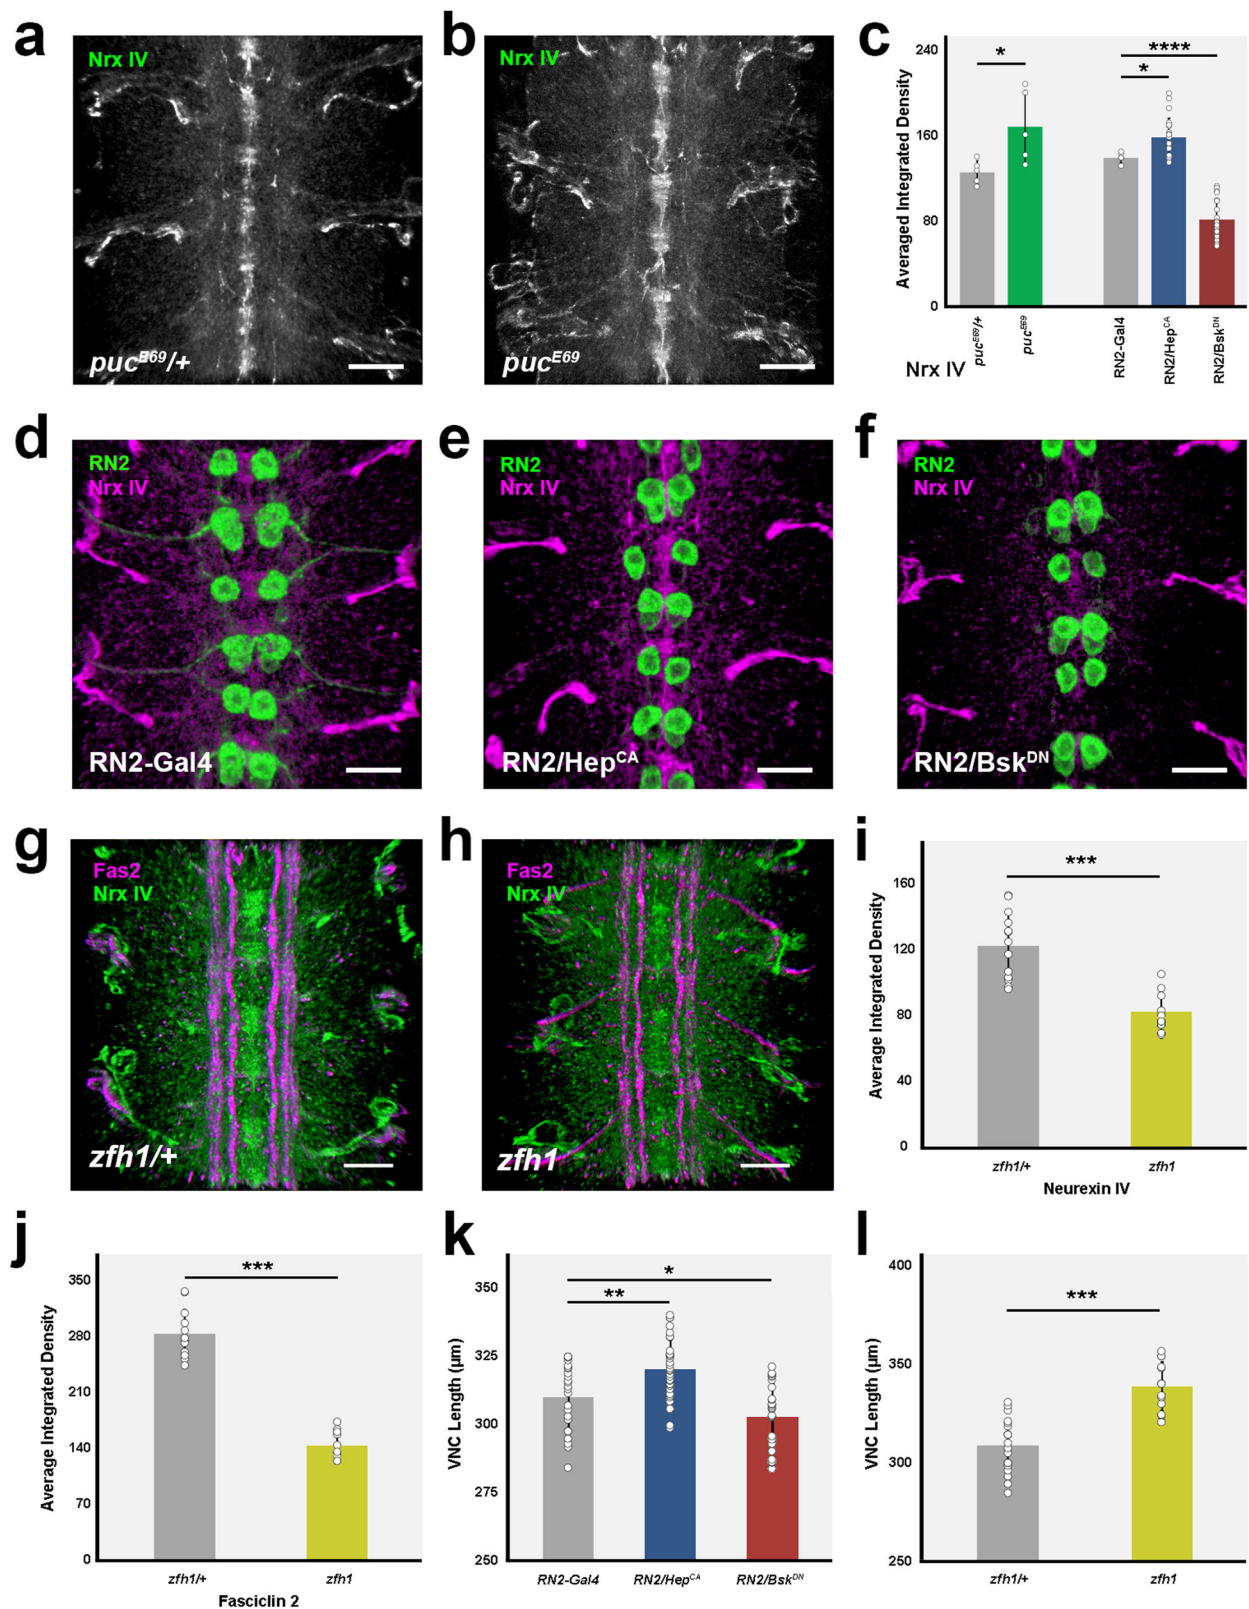 a
Nrx IV
puc^E69/+
b
Nrx IV
puc^E69
c
240
160
80
0
Averaged Integrated Density
*
****
*
puc^E69/+
puc^E69
RN2-Gal4
RN2/Hep^CA
RN2/Bsk^DN
Nrx IV
d
RN2
Nrx IV
RN2-Gal4
e
RN2
Nrx IV
RN2/Hep^CA
f
RN2
Nrx IV
RN2/Bsk^DN
g
Fas2
Nrx IV
zfh1/+
h
Fas2
Nrx IV
zfh1
i
160
120
80
40
0
Average Integrated Density
***
zfh1/+
zfh1
Neurexin IV
j
350
280
210
140
70
0
Average Integrated Density
***
zfh1/+
zfh1
Fasciclin 2
k
350
325
300
275
250
VNC Length (μm)
*
**
RN2-Gal4
RN2/Hep^CA
RN2/Bsk^DN
l
400
350
300
250
VNC Length (μm)
***
zfh1/+
zfh1